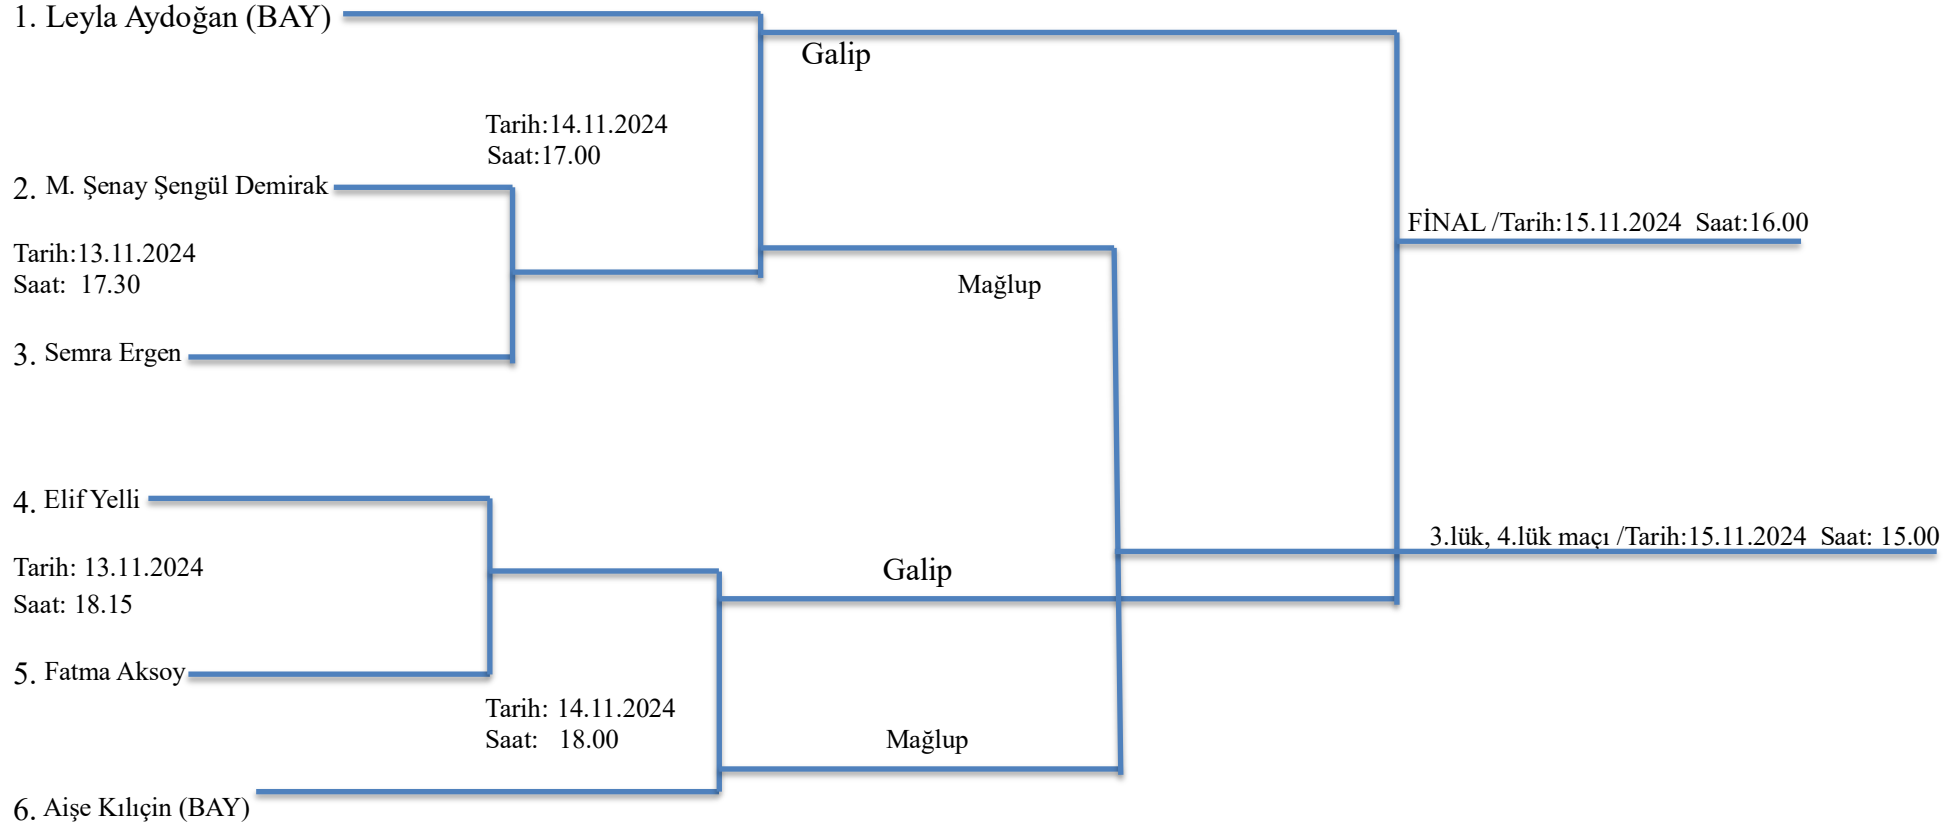 1. Leyla Aydoğan (BAY)
Galip
Tarih:14.11.2024
Saat:17.00
2. M. Şenay Şengül Demirak
FİNAL /Tarih:15.11.2024 Saat:16.00
Tarih:13.11.2024
Saat: 17.30
Mağlup
3. Semra Ergen
4. Elif Yelli
3.lük, 4.lük maçı /Tarih:15.11.2024 Saat: 15.00
Tarih: 13.11.2024
Saat: 18.15
Galip
5. Fatma Aksoy
Tarih: 14.11.2024
Saat: 18.00
Mağlup
6. Aişe Kılıçin (BAY)